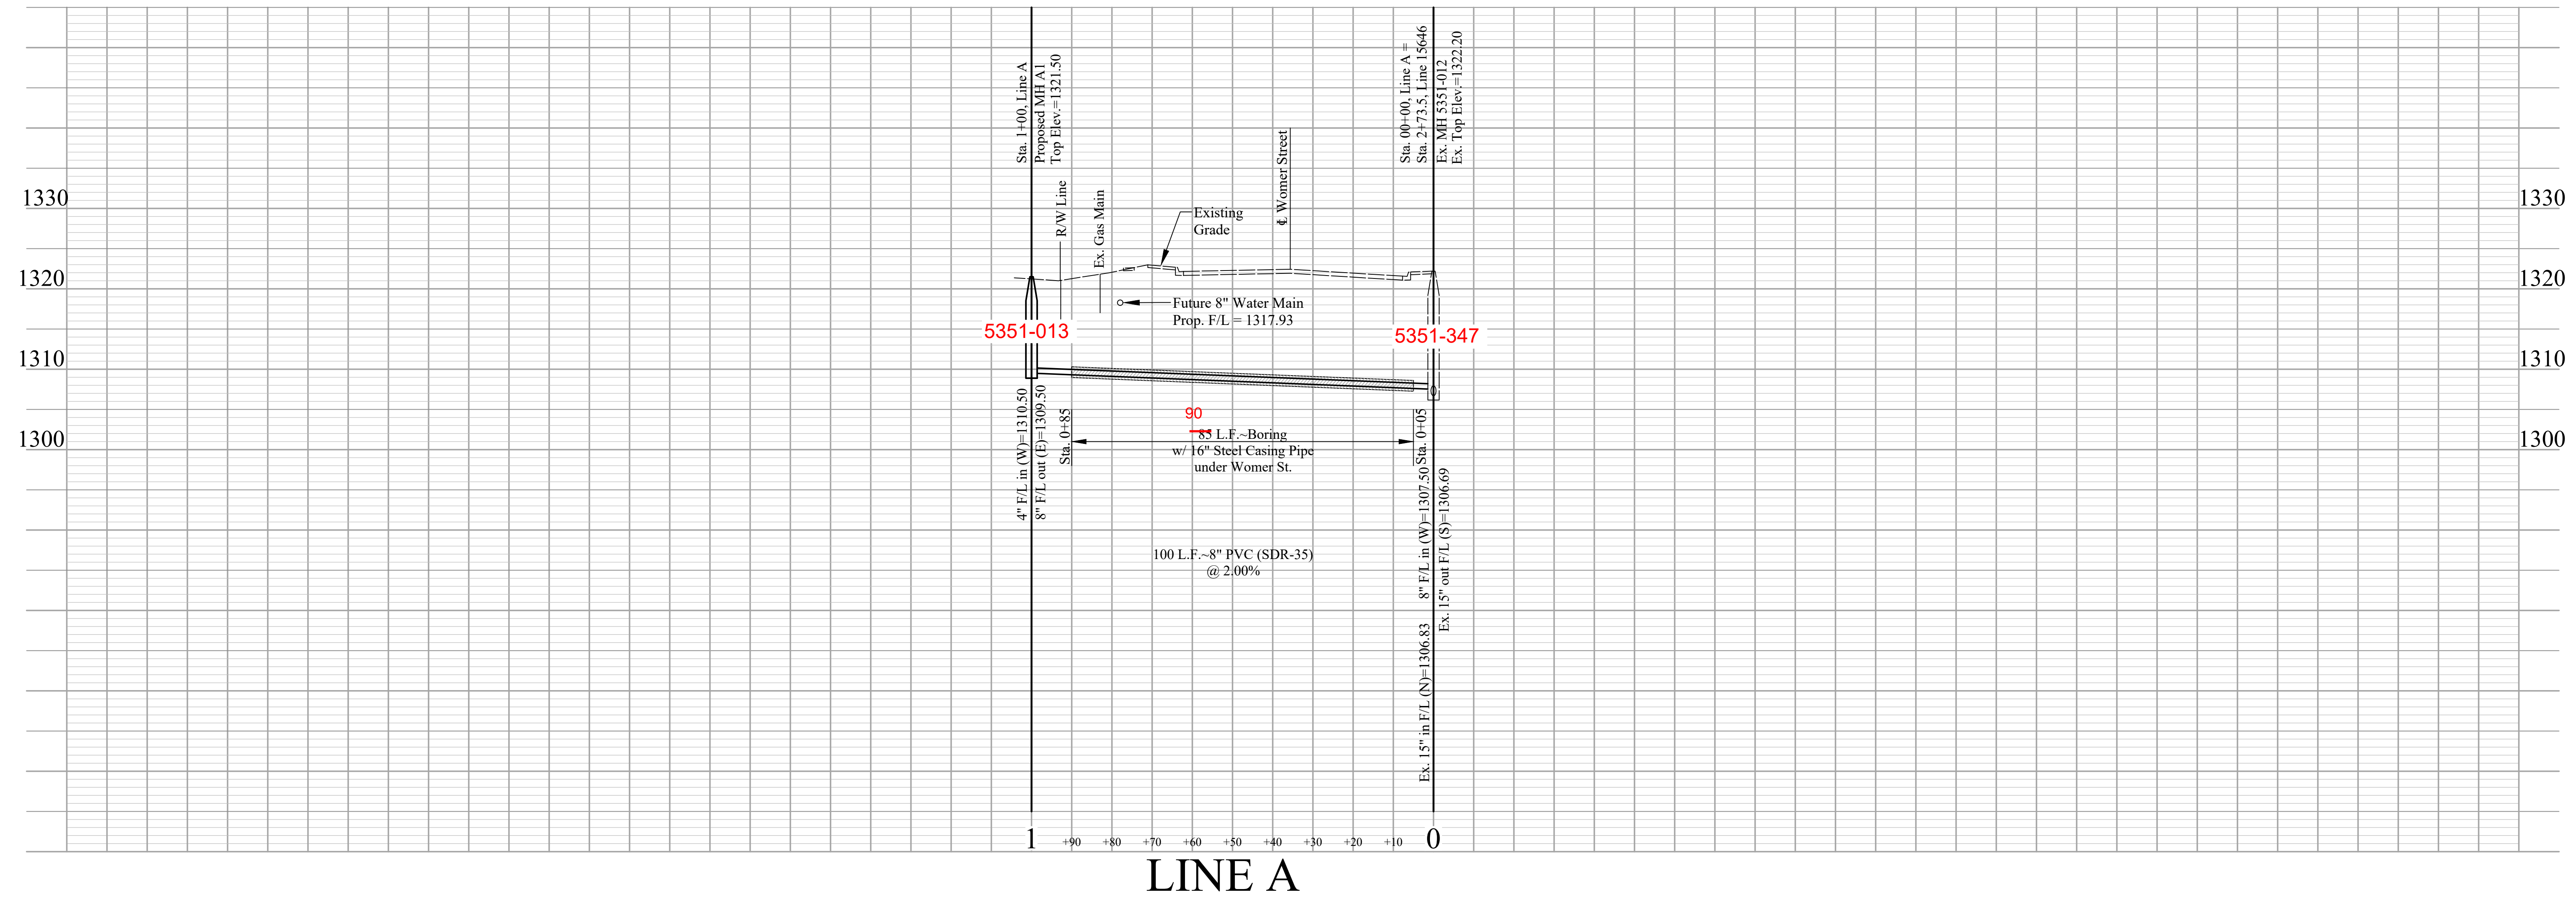 Sta. 1+00, Line A
Proposed MH A1
Top Elev.=1321.50
Sta. 00+00, Line A =
Sta. 2+73.5, Line 15646
Ex. MH 5351-012
Ex. Top Elev.=1322.20
R/W Line
Ex. Gas Main
Existing
Grade
℄ Womer Street
1330
1330
1320
1320
1310
1310
1300
1300
Future 8" Water Main
Prop. F/L = 1317.93
5351-013
5351-347
4" F/L in (W)=1310.50
8" F/L out (E)=1309.50
Sta. 0+85
90
85 L.F.~Boring
w/ 16" Steel Casing Pipe
under Womer St.
Sta. 0+05
8" F/L in (W)=1307.50
Ex. 15" out F/L (S)=1306.69
100 L.F.~8" PVC (SDR-35)
@ 2.00%
Ex. 15" in F/L (N)=1306.83
1 +90 +80 +70 +60 +50 +40 +30 +20 +10 0
LINE A